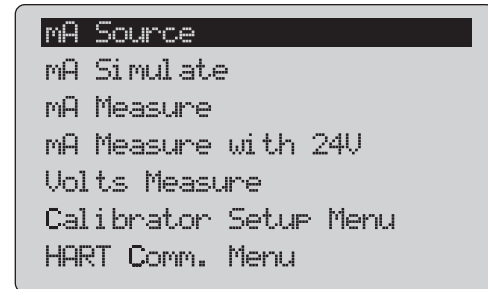 mA Source
mA Simulate
mA Measure
mA Measure with 24V
Volts Measure
Calibrator Setup Menu
HART Comm. Menu